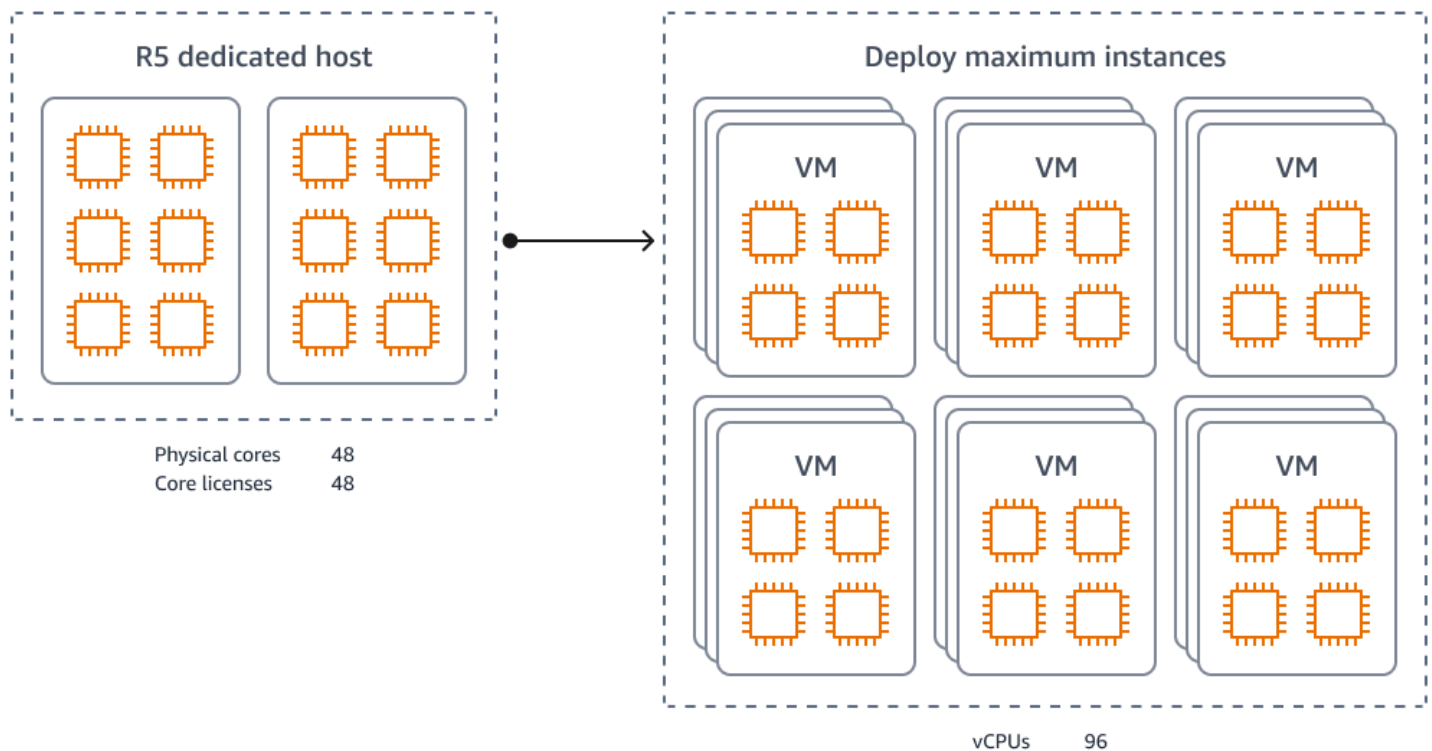 R5 dedicated host
Physical cores 48
Core licenses 48
Deploy maximum instances
VM VM VM
VM VM VM
vCPUs 96